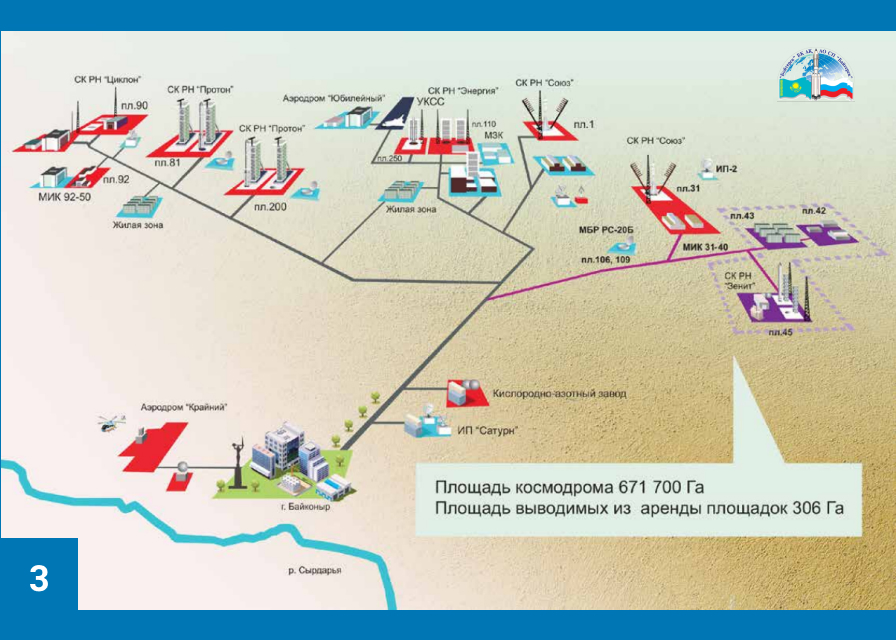 СК РН "Циклон"
пл.90
СК РН "Протон"
пл.81
МИК 92-50
пл.92
Жилая зона
СК РН "Протон"
пл.200
Аэродром "Юбилейный"
УКСС
СК РН "Энергия"
пл.110
МЗК
пл.250
Жилая зона
СК РН "Союз"
пл.1
СК РН "Союз"
ИП-2
пл.31
МБР РС-20Б
пл.106, 109
МИК 31-40
пл.43
пл.42
СК РН
"Зенит"
пл.45
Кислородно-азотный завод
ИП "Сатурн"
Аэродром "Крайний"
г. Байконыр
р. Сырдарья
Площадь космодрома 671 700 Га
Площадь выводимых из аренды площадок 306 Га
3